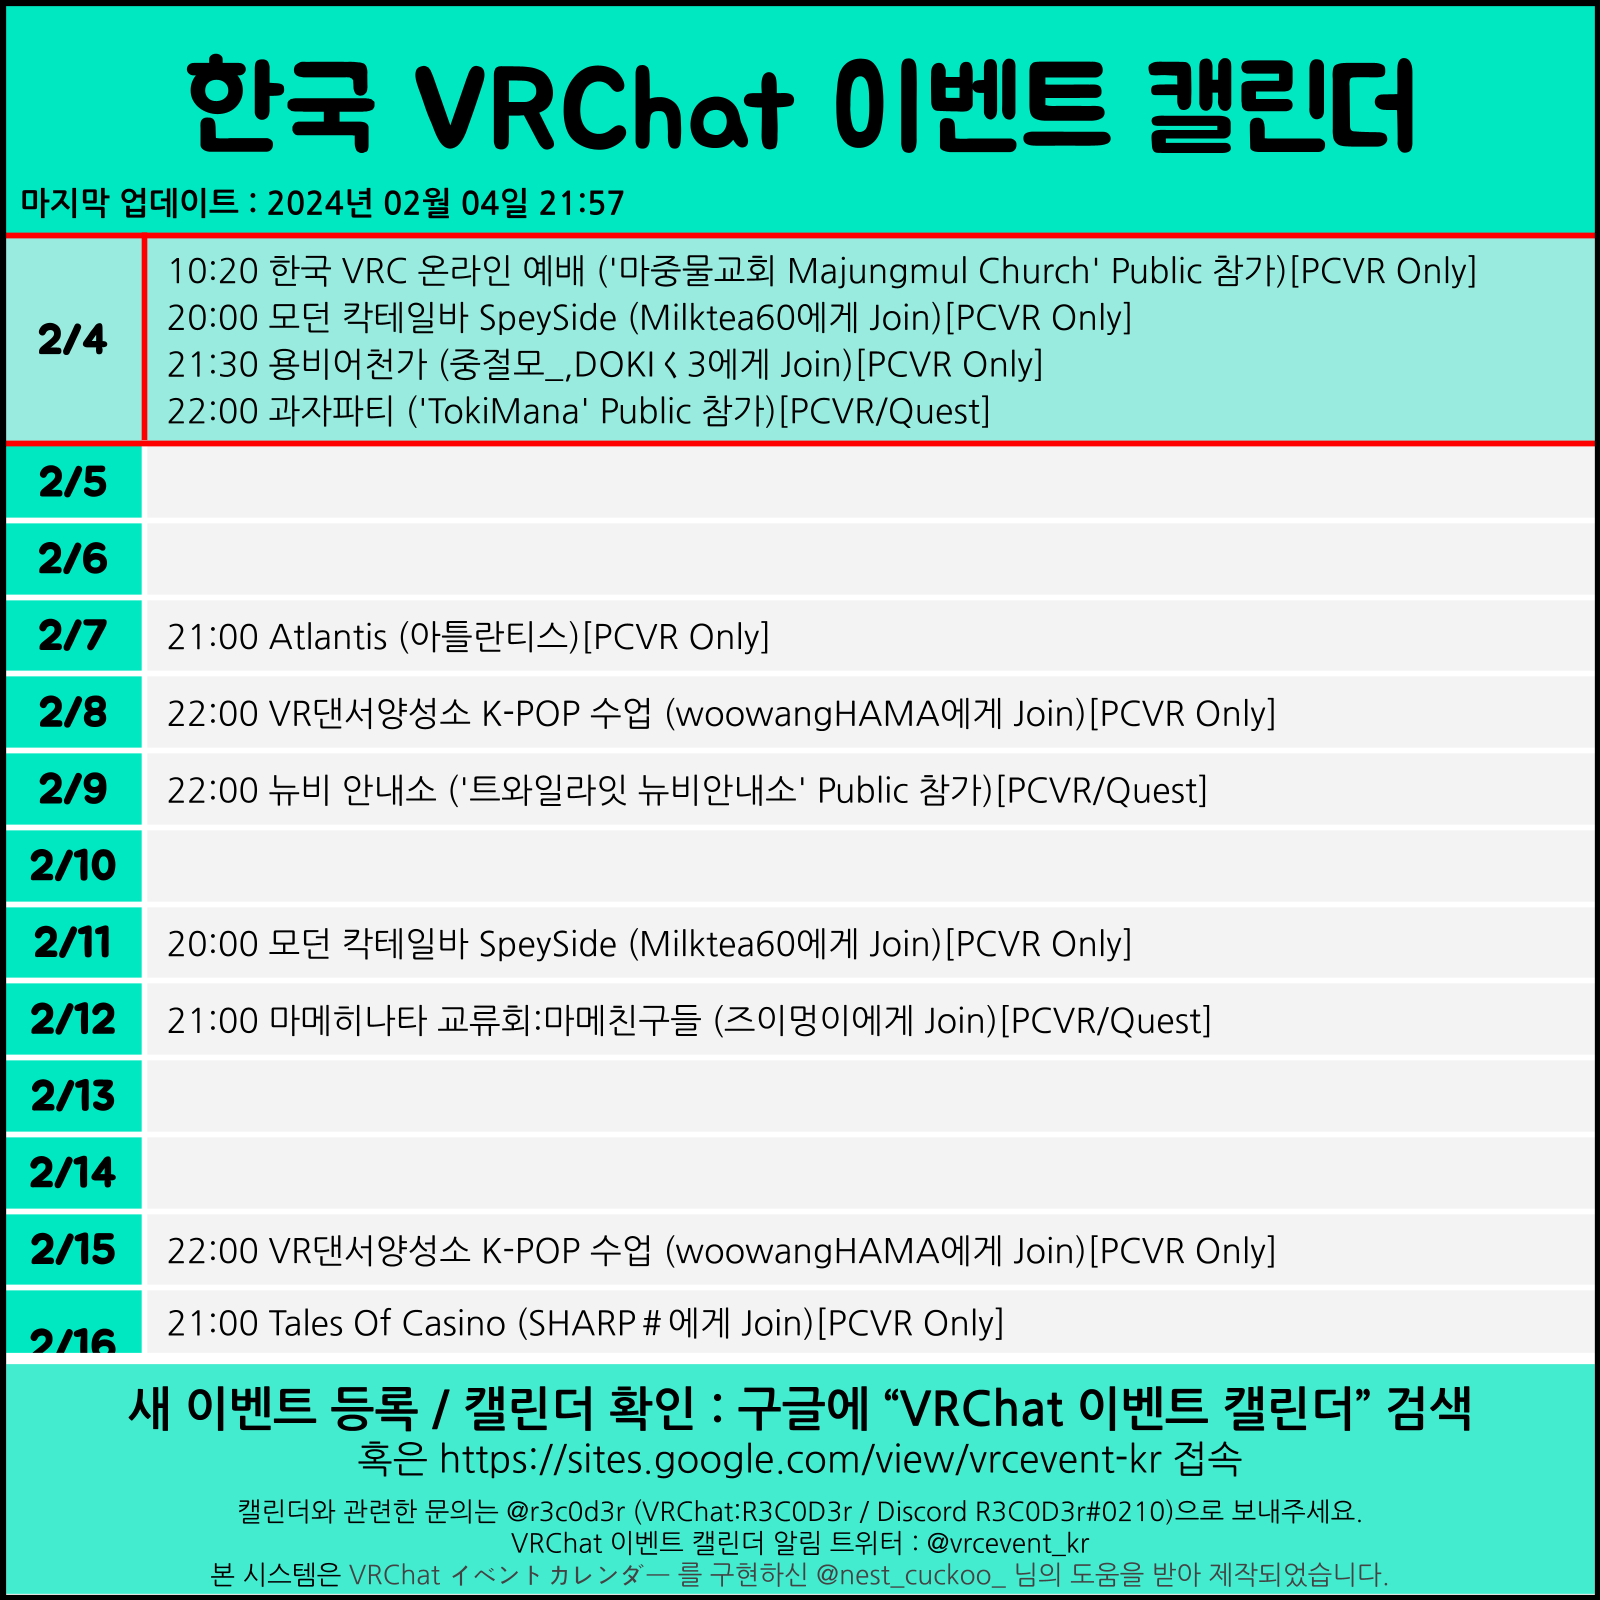 한국 VRChat 이벤트 캘린더
마지막 업데이트 : 2024년 02월 04일 21:57
2/4
10:20 한국 VRC 온라인 예배 ('마중물교회 Majungmul Church' Public 참가)[PCVR Only]
20:00 모던 칵테일바 SpeySide (Milktea60에게 Join)[PCVR Only]
21:30 용비어천가 (중절모_,DOKIく3에게 Join)[PCVR Only]
22:00 과자파티 ('TokiMana' Public 참가)[PCVR/Quest]
2/5
2/6
2/7 21:00 Atlantis (아틀란티스)[PCVR Only]
2/8 22:00 VR댄서양성소 K-POP 수업 (woowangHAMA에게 Join)[PCVR Only]
2/9 22:00 뉴비 안내소 ('트와일라잇 뉴비안내소' Public 참가)[PCVR/Quest]
2/10
2/11 20:00 모던 칵테일바 SpeySide (Milktea60에게 Join)[PCVR Only]
2/12 21:00 마메히나타 교류회:마메친구들 (즈이멍이에게 Join)[PCVR/Quest]
2/13
2/14
2/15 22:00 VR댄서양성소 K-POP 수업 (woowangHAMA에게 Join)[PCVR Only]
2/16 21:00 Tales Of Casino (SHARP＃에게 Join)[PCVR Only]
새 이벤트 등록 / 캘린더 확인 : 구글에 “VRChat 이벤트 캘린더” 검색
혹은 https://sites.google.com/view/vrcevent-kr 접속
캘린더와 관련한 문의는 @r3c0d3r (VRChat:R3C0D3r / Discord R3C0D3r#0210)으로 보내주세요.
VRChat 이벤트 캘린더 알림 트위터 : @vrcevent_kr
본 시스템은 VRChat イベントカレンダー 를 구현하신 @nest_cuckoo_ 님의 도움을 받아 제작되었습니다.